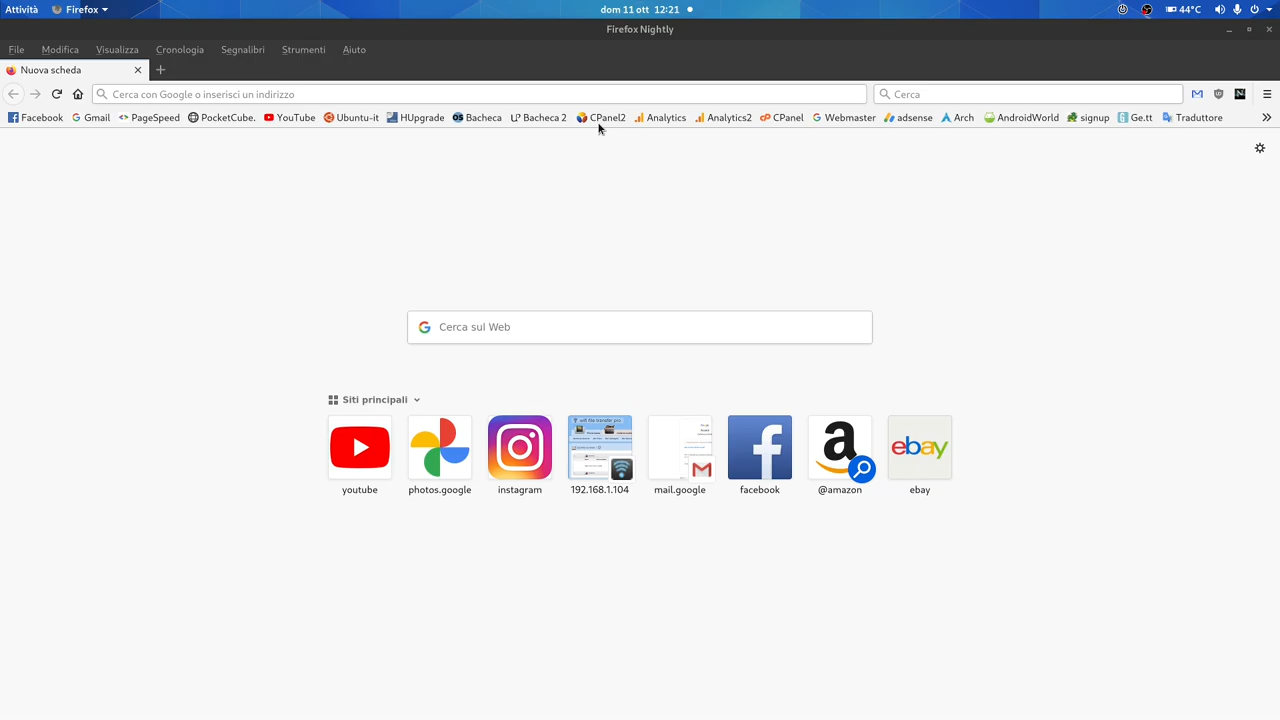 Attività Firefox dom 11 ott 12:21 44°C
Firefox Nightly
File Modifica Visualizza Cronologia Segnalibri Strumenti Aiuto
Nuova scheda
Cerca con Google o inserisci un indirizzo Cerca
Facebook Gmail PageSpeed PocketCube. YouTube Ubuntu-it HUpgrade Bacheca Bacheca 2 CPanel2 Analytics Analytics2 CPanel Webmaster adsense Arch AndroidWorld signup Ge.tt Traduttore
Cerca sul Web
Siti principali
ebay
youtube photos.google instagram 192.168.1.104 mail.google facebook @amazon ebay